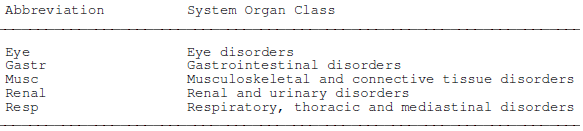 Abbreviation System Organ Class
Eye Eye disorders
Gastr Gastrointestinal disorders
Musc Musculoskeletal and connective tissue disorders
Renal Renal and urinary disorders
Resp Respiratory, thoracic and mediastinal disorders